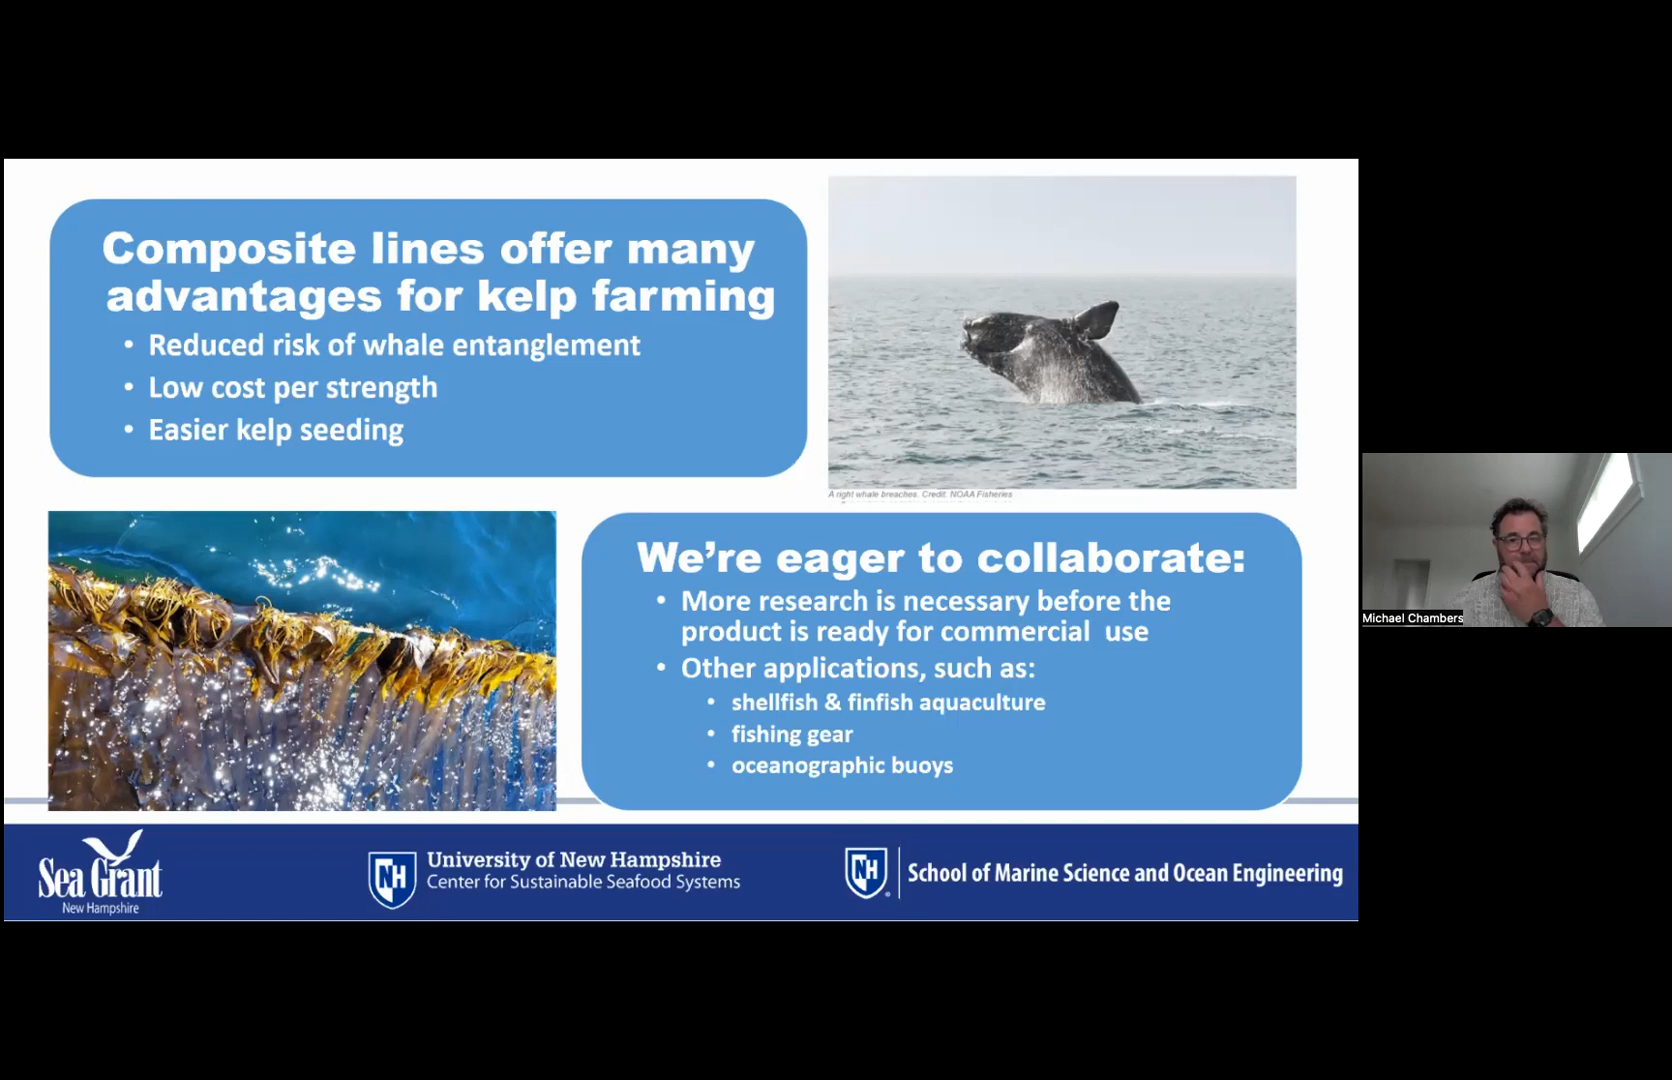 Composite lines offer many
advantages for kelp farming
• Reduced risk of whale entanglement
• Low cost per strength
• Easier kelp seeding
A right whale breaches. Credit: NOAA Fisheries
We’re eager to collaborate:
• More research is necessary before the
product is ready for commercial use
• Other applications, such as:
• shellfish & finfish aquaculture
• fishing gear
• oceanographic buoys
Michael Chambers
Sea Grant
New Hampshire
NH
University of New Hampshire
Center for Sustainable Seafood Systems
NH
School of Marine Science and Ocean Engineering